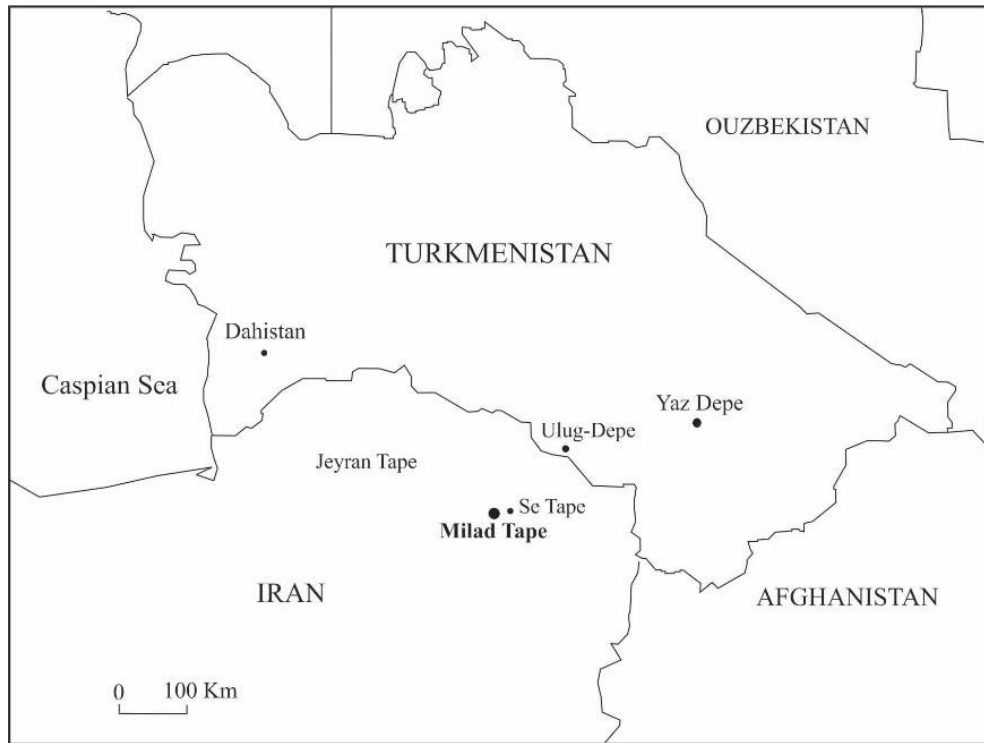 OUZBEKISTAN
TURKMENISTAN
Dahistan
Caspian Sea
Yaz Depe
Ulug-Depe
Jeyran Tape
Se Tape
Milad Tape
IRAN
AFGHANISTAN
0 100 Km